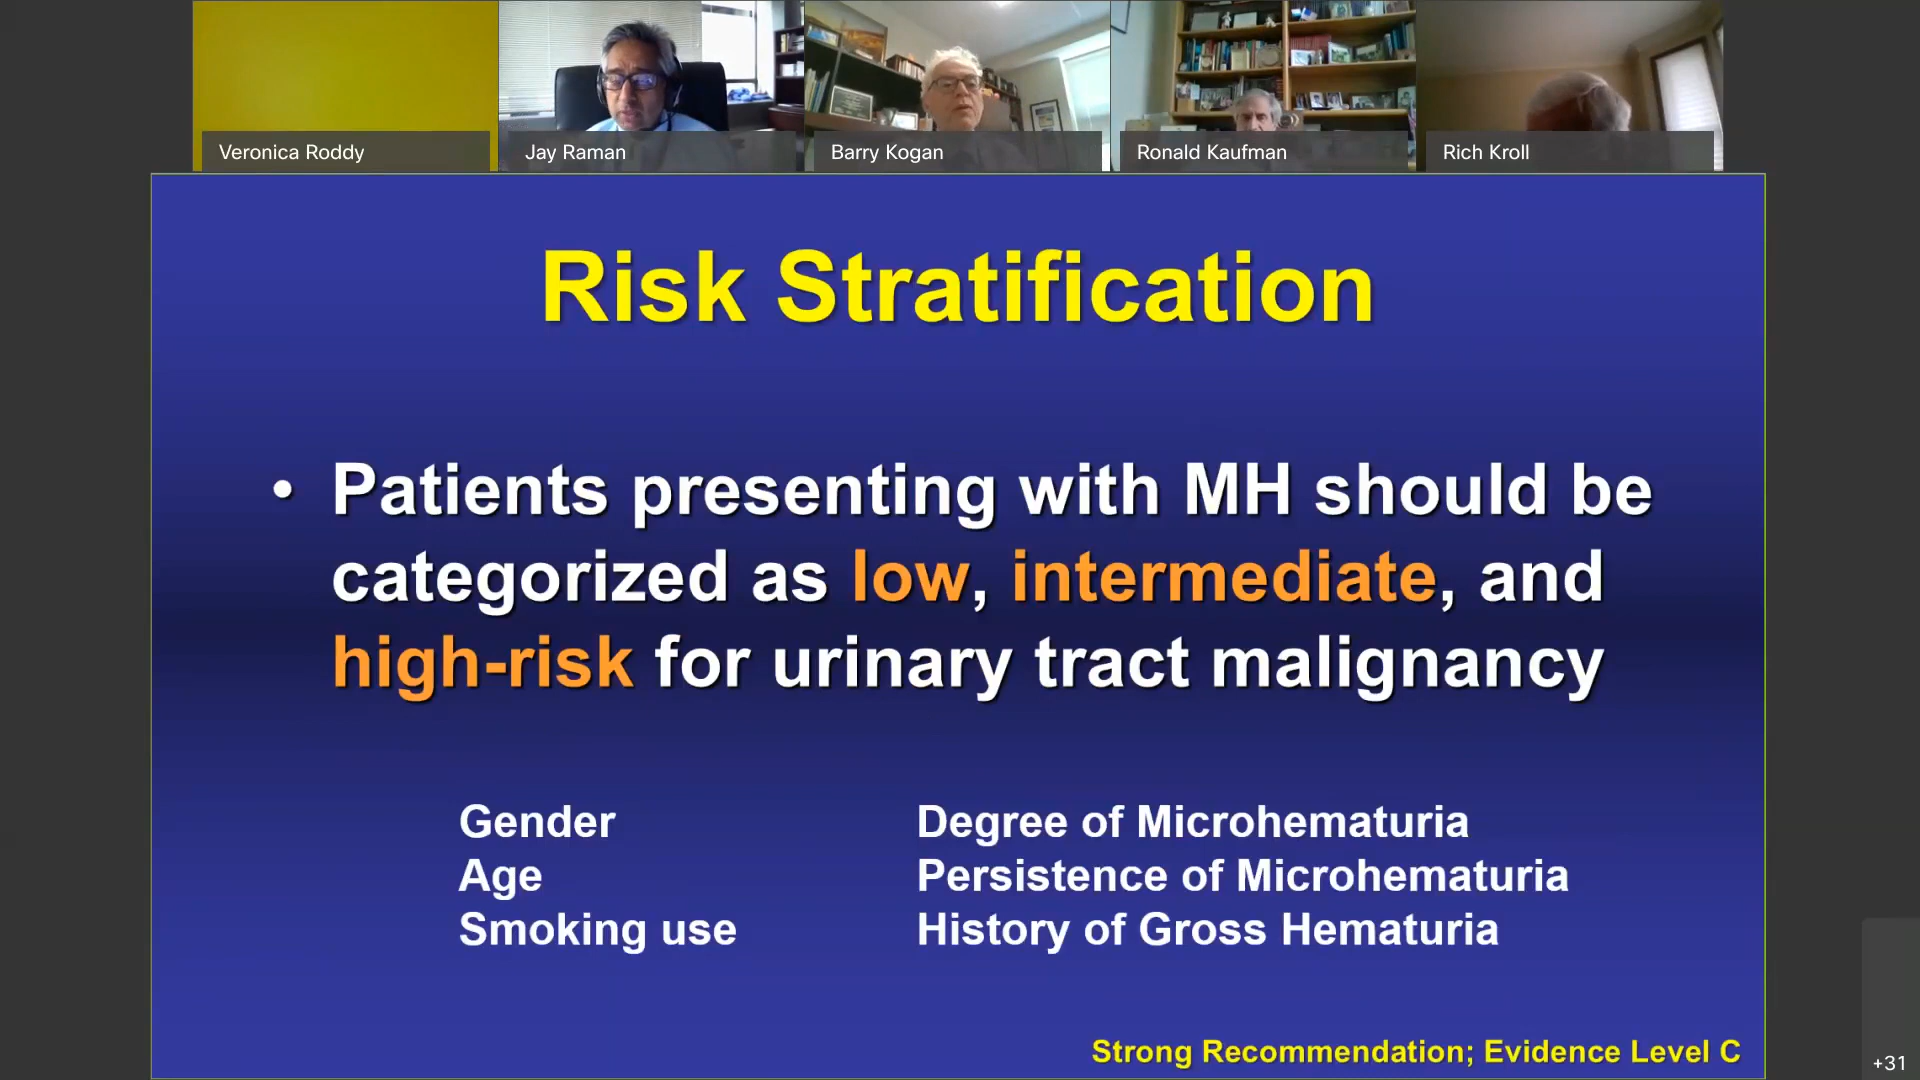 Veronica Roddy
Jay Raman
Barry Kogan
Ronald Kaufman
Rich Kroll
Risk Stratification
• Patients presenting with MH should be
categorized as low, intermediate, and
high-risk for urinary tract malignancy
Gender
Age
Smoking use
Degree of Microhematuria
Persistence of Microhematuria
History of Gross Hematuria
Strong Recommendation; Evidence Level C
+31